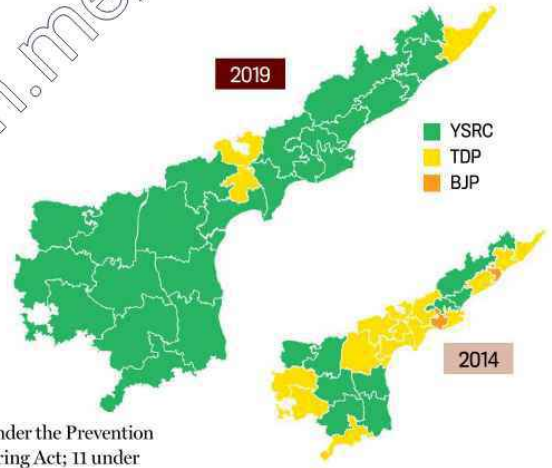 2019
YSRC
TDP
BJP
2014
nder the Prevention
ring Act; 11 under